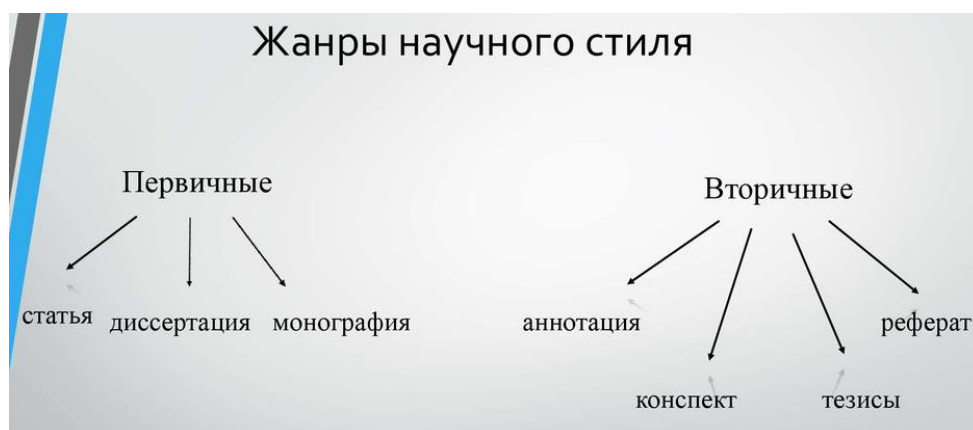 Жанры научного стиля
Первичные
Вторичные
статья
диссертация
монография
аннотация
реферат
конспект
тезисы